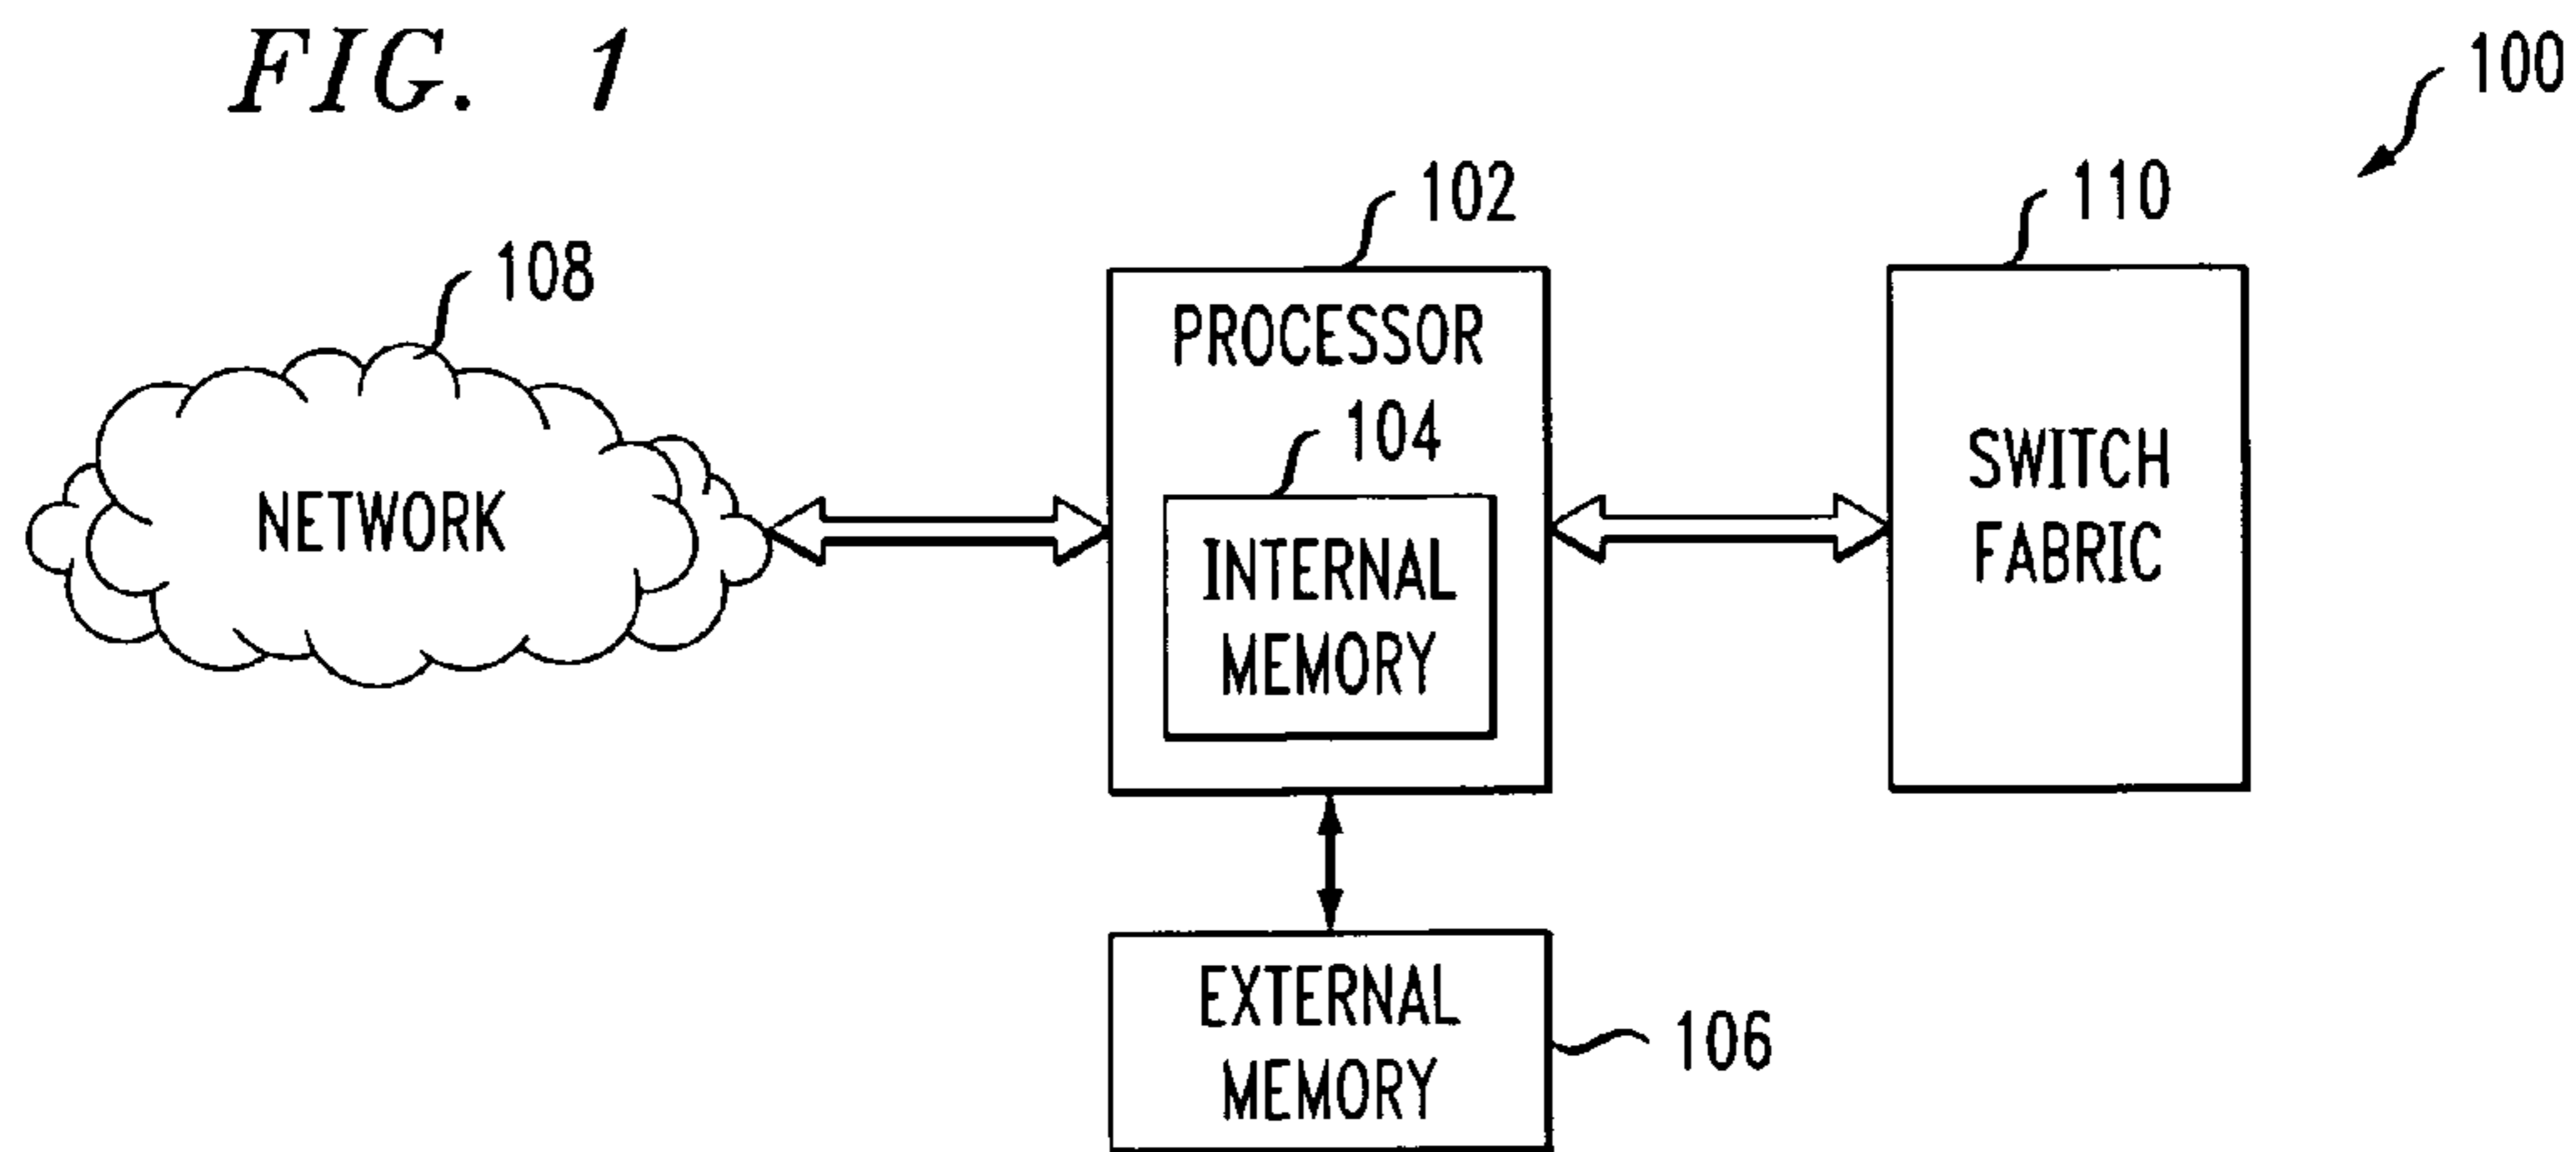 FIG. 1
100
102
110
108
PROCESSOR
104
SWITCH
FABRIC
NETWORK
INTERNAL
MEMORY
EXTERNAL
MEMORY
106